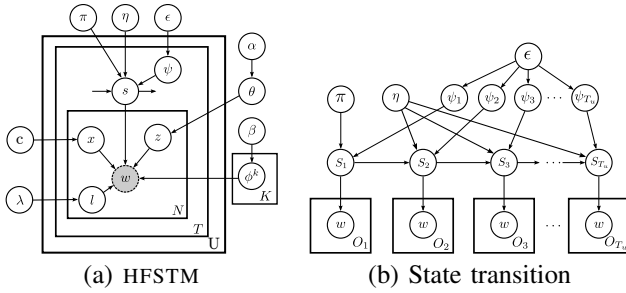 π η ϵ
α
s ψ
θ
c x z
β
w
ϕ^k
λ l
N K
T
U
(a) HFSTM
ϵ
π η ψ_1 ψ_2 ψ_3 ··· ψ_{T_u}
S_1 S_2 S_3 ··· S_{T_u}
w w w w
O_1 O_2 O_3 ··· O_{T_u}
(b) State transition